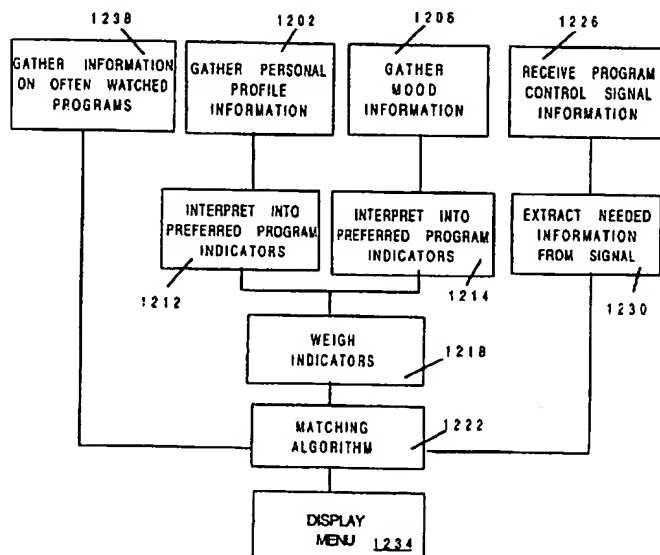 1238
1202
1206
1226
GATHER INFORMATION
ON OFTEN WATCHED
PROGRAMS
GATHER PERSONAL
PROFILE
INFORMATION
GATHER
MOOD
INFORMATION
RECEIVE PROGRAM
CONTROL SIGNAL
INFORMATION
INTERPRET INTO
PREFERRED PROGRAM
INDICATORS
INTERPRET INTO
PREFERRED PROGRAM
INDICATORS
EXTRACT NEEDED
INFORMATION
FROM SIGNAL
1212
1214
1230
WEIGH
INDICATORS
1218
MATCHING
ALGORITHM
1222
DISPLAY
MENU
1234